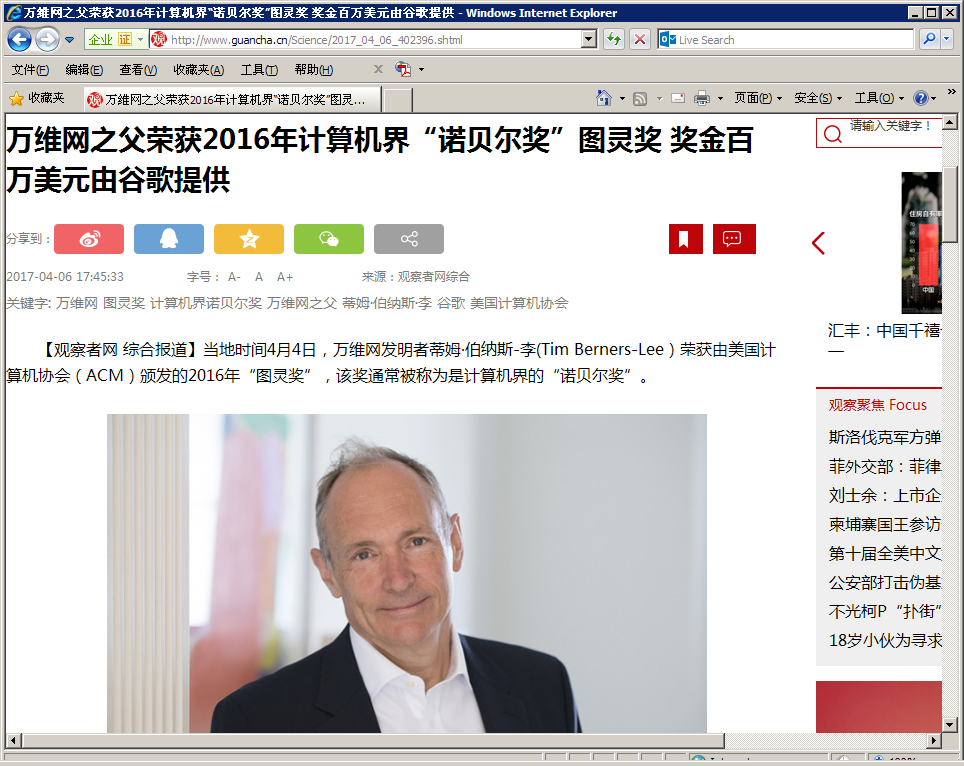 万维网之父荣获2016年计算机界“诺贝尔奖”图灵奖 奖金百万美元由谷歌提供 - Windows Internet Explorer
企业 证 http://www.guancha.cn/Science/2017_04_06_402396.shtml Live Search
文件(F) 编辑(E) 查看(V) 收藏夹(A) 工具(T) 帮助(H)
收藏夹 万维网之父荣获2016年计算机界“诺贝尔奖”图灵... 页面(P) 安全(S) 工具(O)
万维网之父荣获2016年计算机界“诺贝尔奖”图灵奖 奖金百
万美元由谷歌提供
分享到：
2017-04-06 17:45:33 字号： A- A A+ 来源：观察者网综合
关键字: 万维网 图灵奖 计算机界诺贝尔奖 万维网之父 蒂姆·伯纳斯·李 谷歌 美国计算机协会
【观察者网 综合报道】当地时间4月4日，万维网发明者蒂姆·伯纳斯-李(Tim Berners-Lee）荣获由美国计
算机协会（ACM）颁发的2016年“图灵奖”，该奖通常被称为是计算机界的“诺贝尔奖”。
请输入关键字！
住房自有率
中国
汇丰：中国千禧
一
观察聚焦 Focus
斯洛伐克军方弹
菲外交部：菲律
刘士余：上市企
柬埔寨国王参访
第十届全美中文
公安部打击伪基
不光柯P“扑街”
18岁小伙为寻求